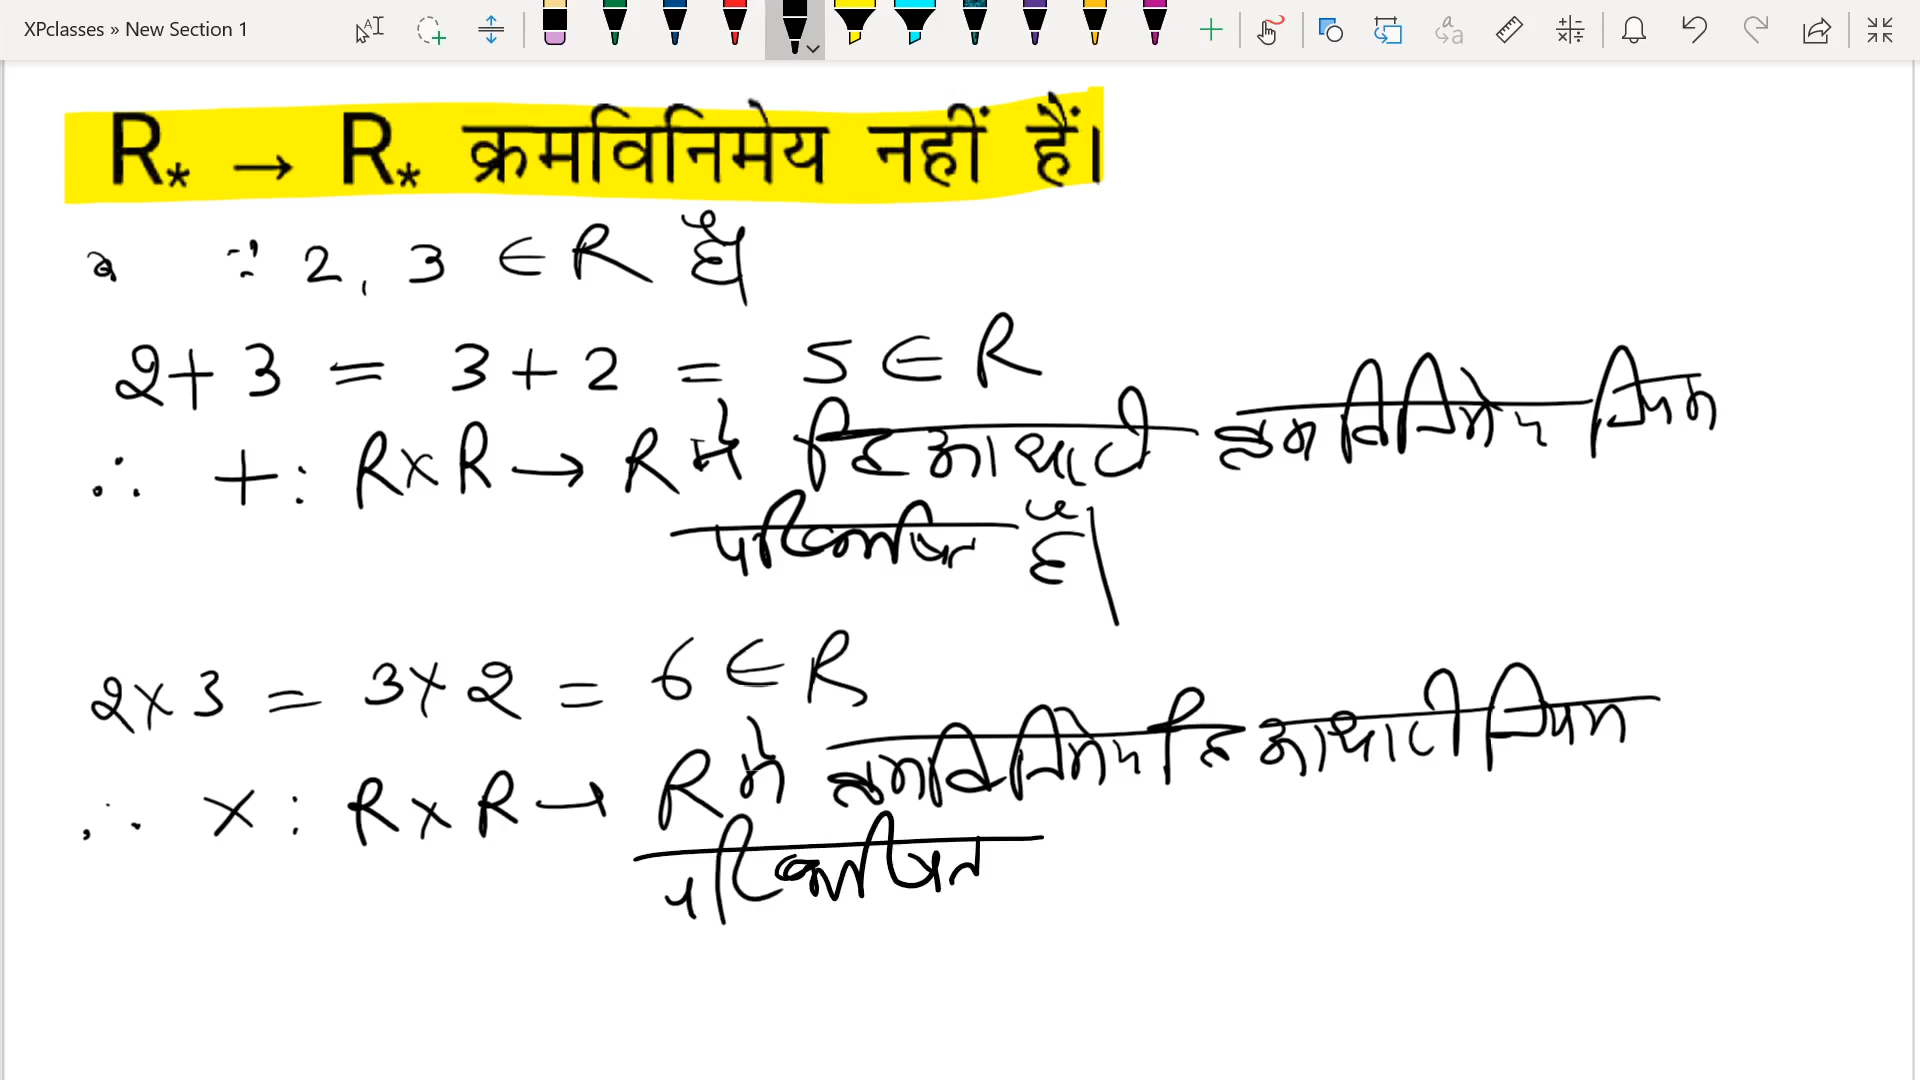 XPclasses » New Section 1
R* → R* क्रमविनिमेय नहीं हैं।
∵ 2, 3 ∈ R है।
2 + 3 = 3 + 2 = 5 ∈ R
∴ + : R × R → R में द्विआधारी क्रमविनिमेय नियम
परिभाषित है।
2 × 3 = 3 × 2 = 6 ∈ R
∴ × : R × R → R में क्रमविनिमेय द्विआधारी नियम
परिभाषित